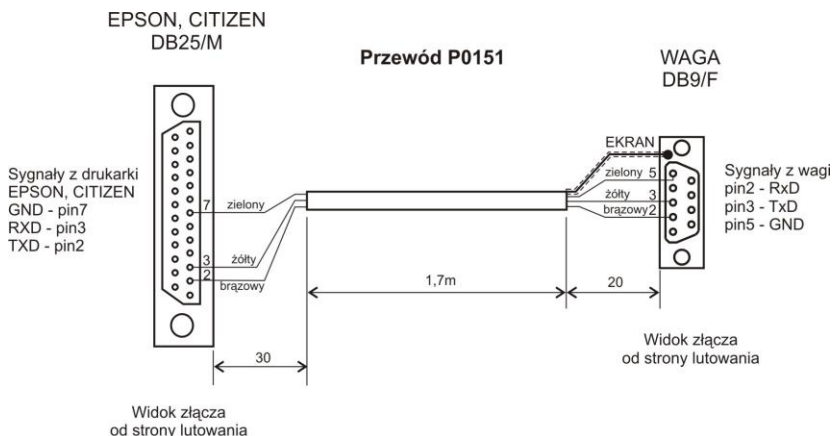 EPSON, CITIZEN
DB25/M
Przewód P0151
WAGA
DB9/F
Sygnały z drukarki
EPSON, CITIZEN
GND - pin7
RXD - pin3
TXD - pin2
7
zielony
3
żółty
2
brązowy
EKRAN
zielony 5
żółty 3
brązowy 2
Sygnały z wagi
pin2 - RxD
pin3 - TxD
pin5 - GND
1,7m
20
30
Widok złącza
od strony lutowania
Widok złącza
od strony lutowania